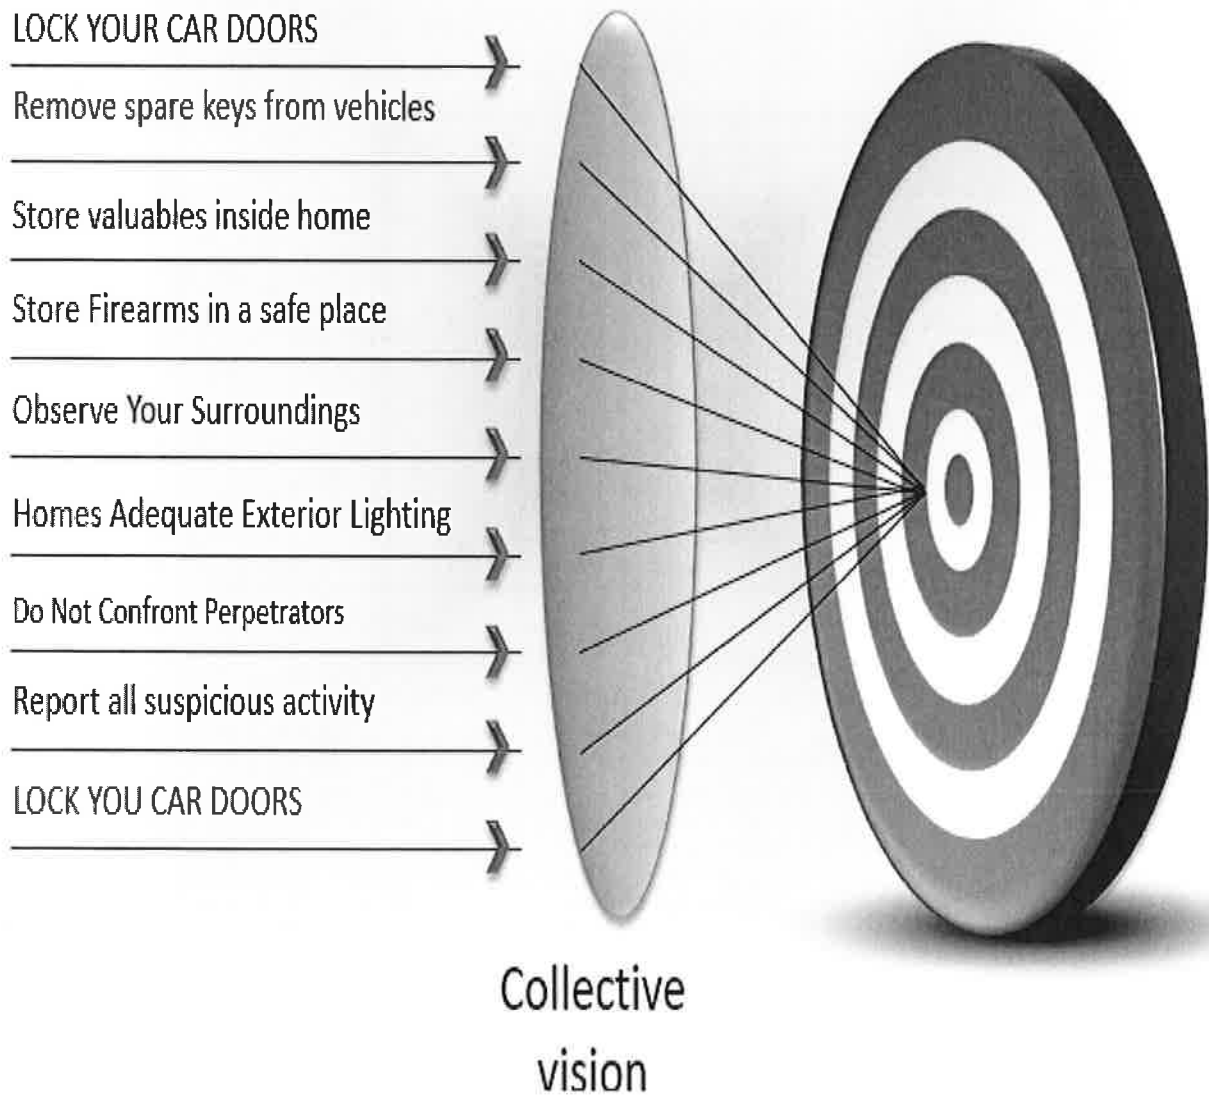 LOCK YOUR CAR DOORS
Remove spare keys from vehicles
Store valuables inside home
Store Firearms in a safe place
Observe Your Surroundings
Homes Adequate Exterior Lighting
Do Not Confront Perpetrators
Report all suspicious activity
LOCK YOU CAR DOORS
Collective
vision